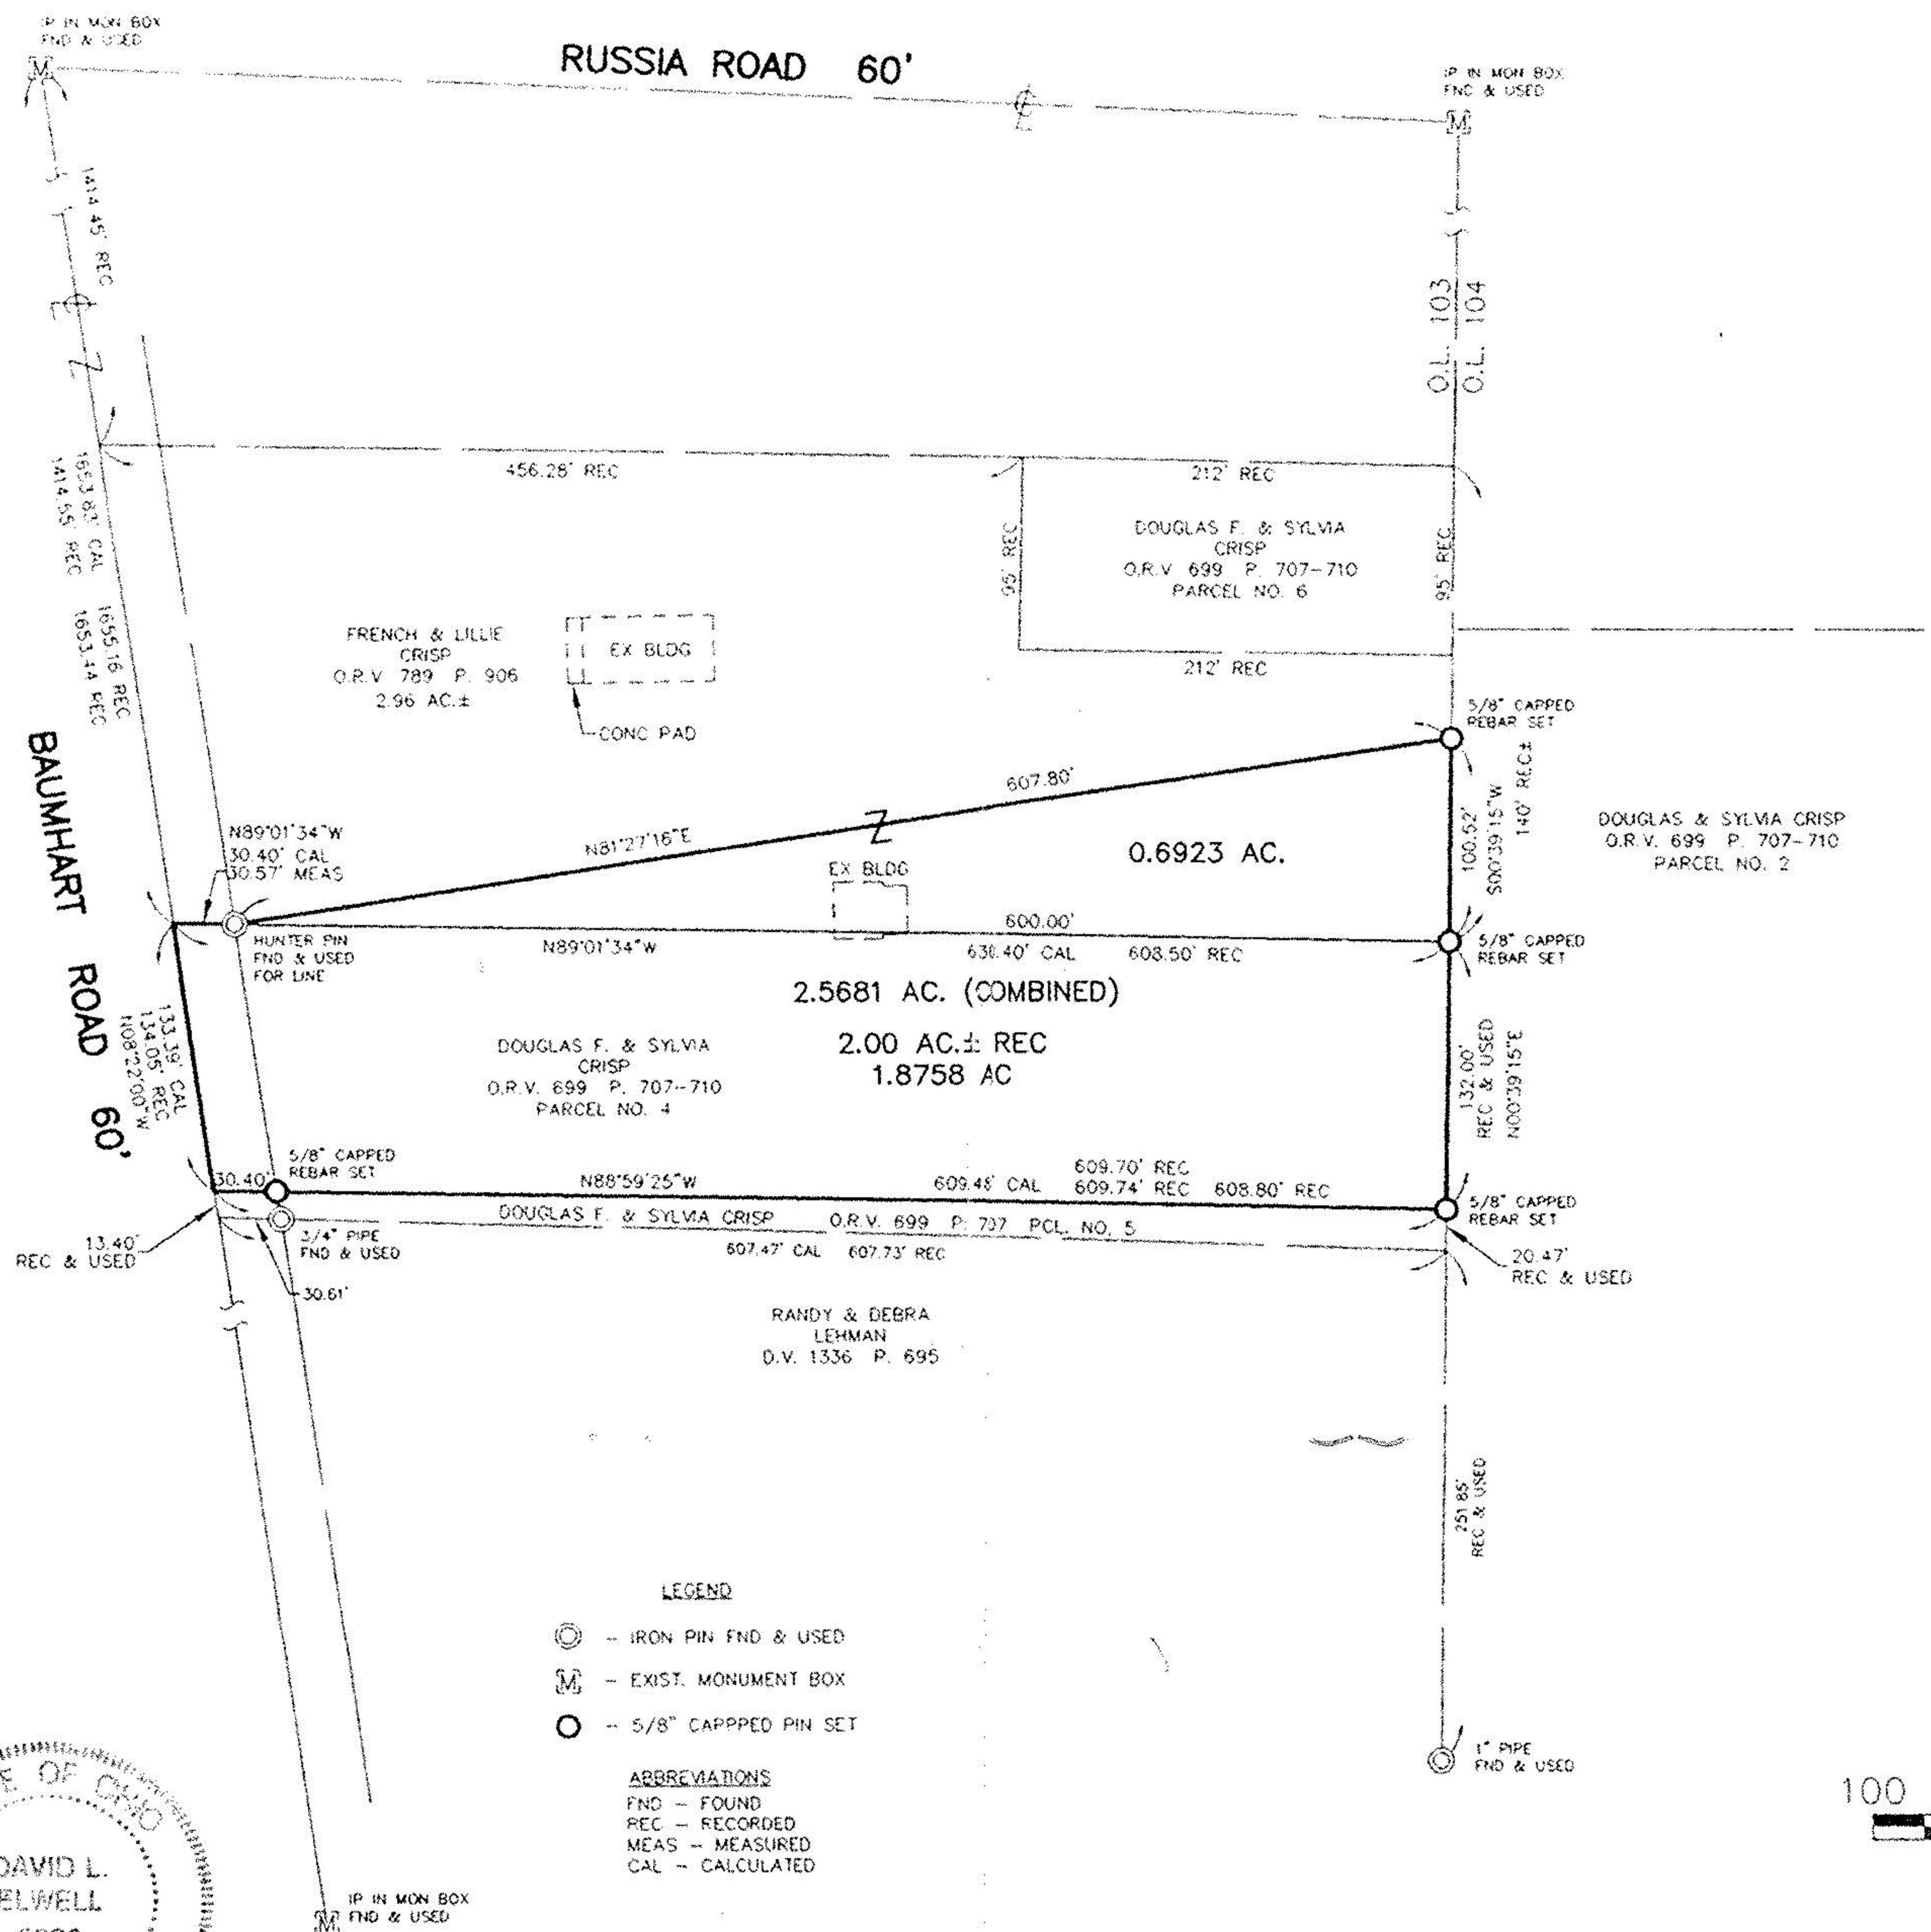 IP IN MON BOX
FND & USED
RUSSIA ROAD 60'
IP IN MON BOX
FND & USED
1414.45' REC
O.L. 103
O.L. 104
456.28' REC
212' REC
1653.83' CAL
1414.55' REC
1655.16 REC
1653.44 REC
95' REC
DOUGLAS F. & SYLVIA
CRISP
O.R.V 699 P. 707-710
PARCEL NO. 6
95' REC
212' REC
FRENCH & LILLIE
CRISP
O.R.V 789 P. 906
2.96 AC.±
EX BLDG
CONC PAD
5/8" CAPPED
REBAR SET
BAUMHART ROAD 60'
607.80'
N81°27'16"E
N89°01'34"W
30.40' CAL
30.57' MEAS
100.52'
S00°39'15"W
140' REC±
0.6923 AC.
DOUGLAS & SYLVIA CRISP
O.R.V. 699 P. 707-710
PARCEL NO. 2
EX BLDG
600.00'
HUNTER PIN
FND & USED
FOR LINE
N89°01'34"W
630.40' CAL 608.50' REC
5/8" CAPPED
REBAR SET
2.5681 AC. (COMBINED)
2.00 AC.± REC
1.8758 AC
133.39' CAL
134.05' REC
N08°22'00"W
DOUGLAS F. & SYLVIA
CRISP
O.R.V. 699 P. 707-710
PARCEL NO. 4
132.00'
REC & USED
N00°39'15"E
5/8" CAPPED
REBAR SET
30.40'
N88°59'25"W
609.48' CAL
609.70' REC
609.74' REC 608.80' REC
5/8" CAPPED
REBAR SET
DOUGLAS F. & SYLVIA CRISP O.R.V. 699 P. 707 PCL. NO. 5
13.40'
REC & USED
3/4" PIPE
FND & USED
607.47' CAL 607.73' REC
20.47'
REC & USED
30.61'
RANDY & DEBRA
LEHMAN
D.V. 1336 P. 695
251.85'
REC & USED
LEGEND
- IRON PIN FND & USED
M - EXIST. MONUMENT BOX
- 5/8" CAPPPED PIN SET
1" PIPE
FND & USED
ABBREVIATIONS
FND - FOUND
REC - RECORDED
MEAS - MEASURED
CAL - CALCULATED
100
OF OHIO
DAVID L.
ELWELL
IP IN MON BOX
FND & USED